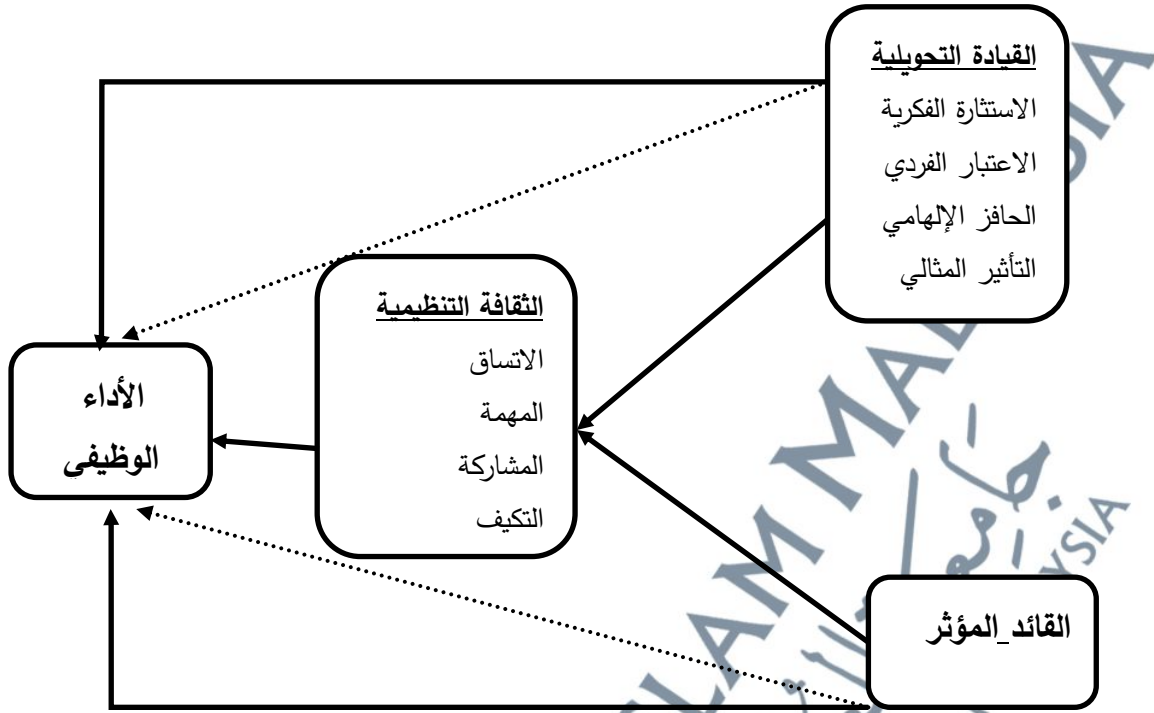 القيادة التحويلية
الاستثارة الفكرية
الاعتبار الفردي
الحافز الإلهامي
التأثير المثالي
الثقافة التنظيمية
الاتساق
المهمة
المشاركة
التكيف
الأداء
الوظيفي
القائد_المؤثر